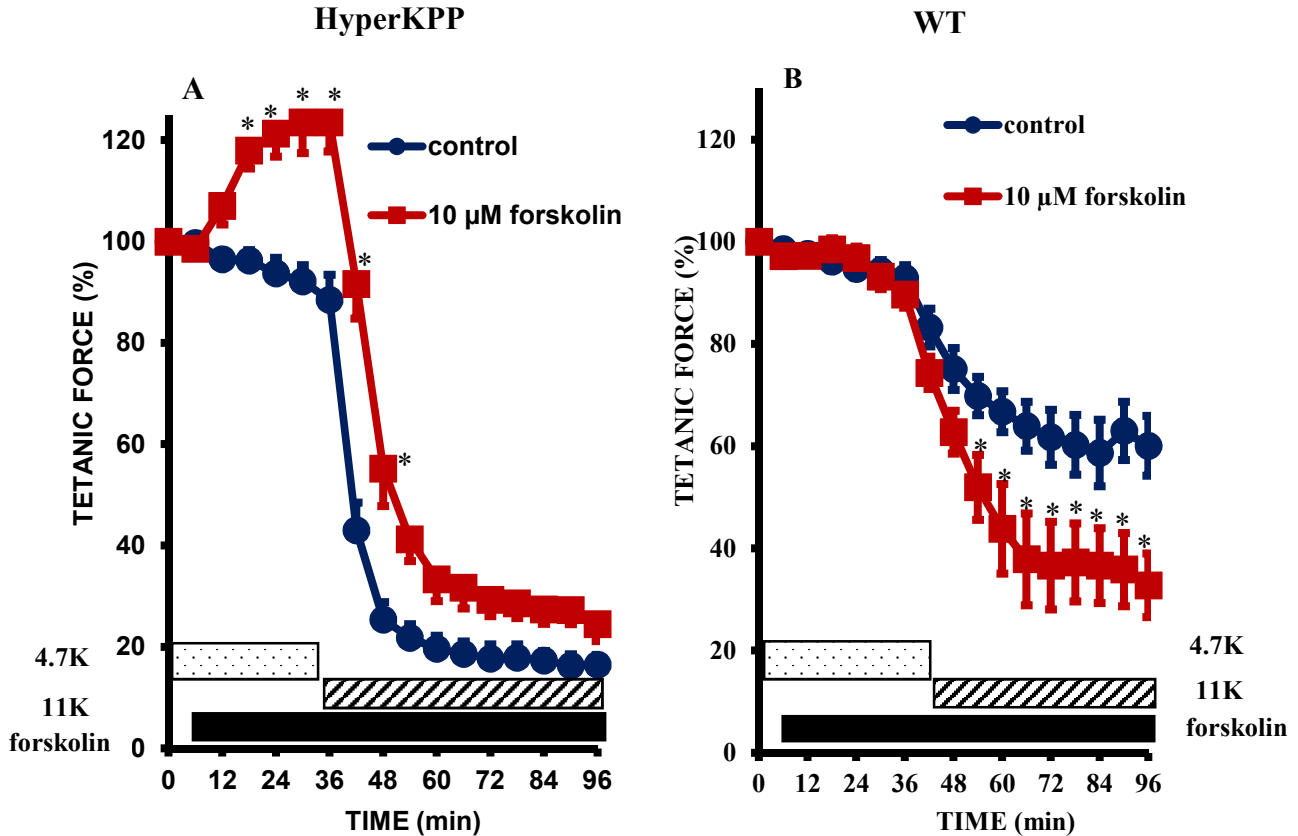 HyperKPP
WT
A
B
120
100
80
60
40
20
0
TETANIC FORCE (%)
* * * *
*
*
control
10 µM forskolin
4.7K
11K
forskolin
0 12 24 36 48 60 72 84 96
TIME (min)
120
100
80
60
40
20
0
TETANIC FORCE (%)
control
10 µM forskolin
* * * * * * * *
4.7K
11K
forskolin
0 12 24 36 48 60 72 84 96
TIME (min)